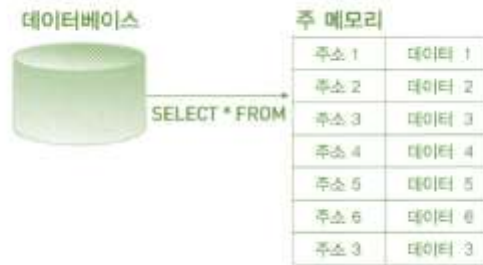 데이터베이스
주 메모리
SELECT * FROM
주소 1 데이터 1
주소 2 데이터 2
주소 3 데이터 3
주소 4 데이터 4
주소 5 데이터 5
주소 6 데이터 6
주소 3 데이터 3